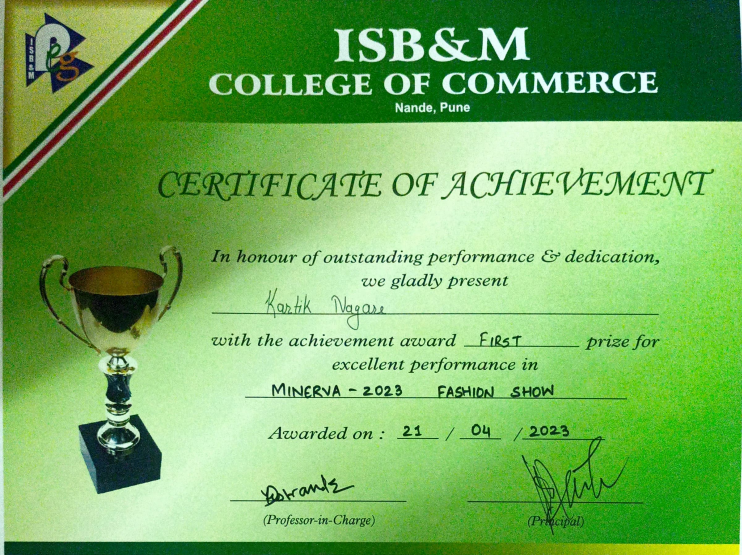 ISB&M
ISB&M
COLLEGE OF COMMERCE
Nande, Pune
CERTIFICATE OF ACHIEVEMENT
In honour of outstanding performance & dedication,
we gladly present
Kartik Nagare
with the achievement award FIRST prize for
excellent performance in
MINERVA - 2023 FASHION SHOW
Awarded on : 21 / 04 / 2023
(Professor-in-Charge) (Principal)